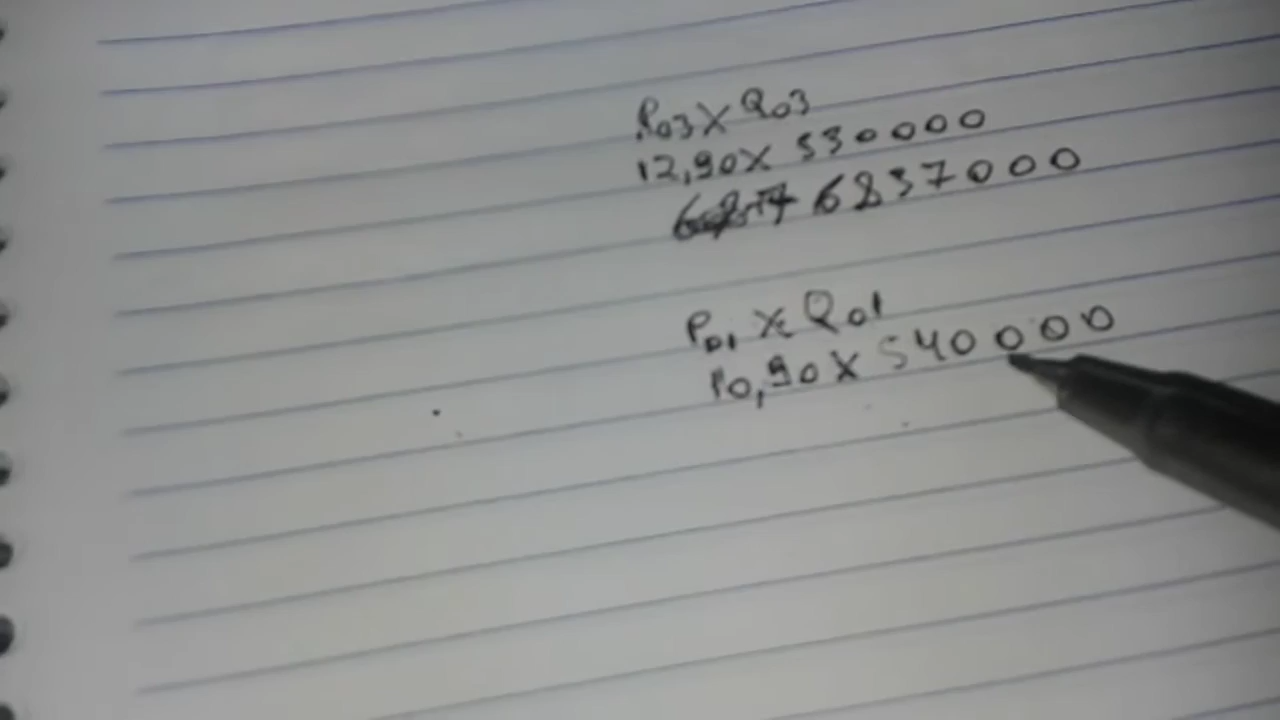 P03 X Q03
12,90 X 530000
6837000
P01 X Q01
10,90 X 540000